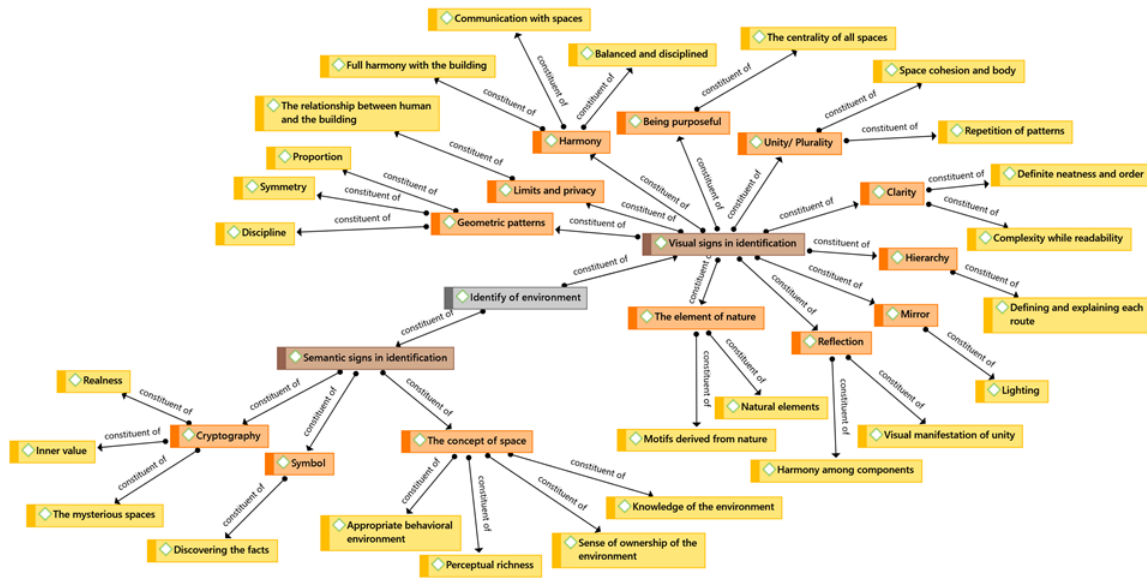 Communication with spaces
The centrality of all spaces
Balanced and disciplined
Full harmony with the building
Space cohesion and body
constituent of
constituent of
constituent of
constituent of
constituent of
The relationship between human
and the building
Being purposeful
Harmony
Unity/ Plurality
constituent of
Repetition of patterns
constituent of
Proportion
constituent of
constituent of
constituent of
constituent of
Definite neatness and order
constituent of
Symmetry
constituent of
Limits and privacy
Clarity
constituent of
constituent of
constituent of
Geometric patterns
constituent of
Discipline
constituent of
constituent of
Visual signs in identification
Complexity while readability
constituent of
Hierarchy
constituent of
Identify of environment
constituent of
constituent of
constituent of
constituent of
Defining and explaining each
route
The element of nature
Mirror
constituent of
Reflection
Semantic signs in identification
constituent of
constituent of
constituent of
constituent of
constituent of
Realness
constituent of
constituent of
constituent of
constituent of
Lighting
Natural elements
Cryptography
constituent of
Inner value
The concept of space
Motifs derived from nature
Visual manifestation of unity
Symbol
Harmony among components
constituent of
constituent of
constituent of
constituent of
constituent of
constituent of
Knowledge of the environment
The mysterious spaces
Appropriate behavioral
environment
Sense of ownership of the
environment
Discovering the facts
Perceptual richness